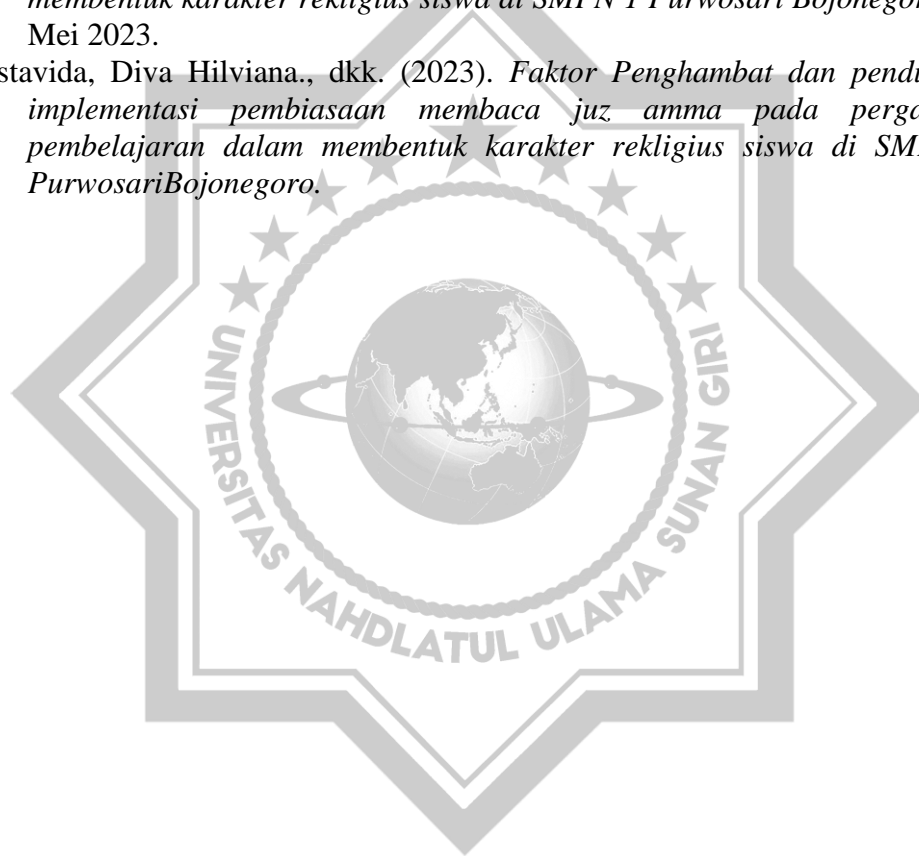 membentuk karakter rekligius siswa di SMPN 1 Purwosari Bojonegor
Mei 2023.
stavida, Diva Hilviana., dkk. (2023). Faktor Penghambat dan pendu
implementasi pembiasaan membaca juz amma pada perga
pembelajaran dalam membentuk karakter rekligius siswa di SM
PurwosariBojonegoro.
UNIVERSITAS NAHDLATUL ULAMA SUNAN GIRI